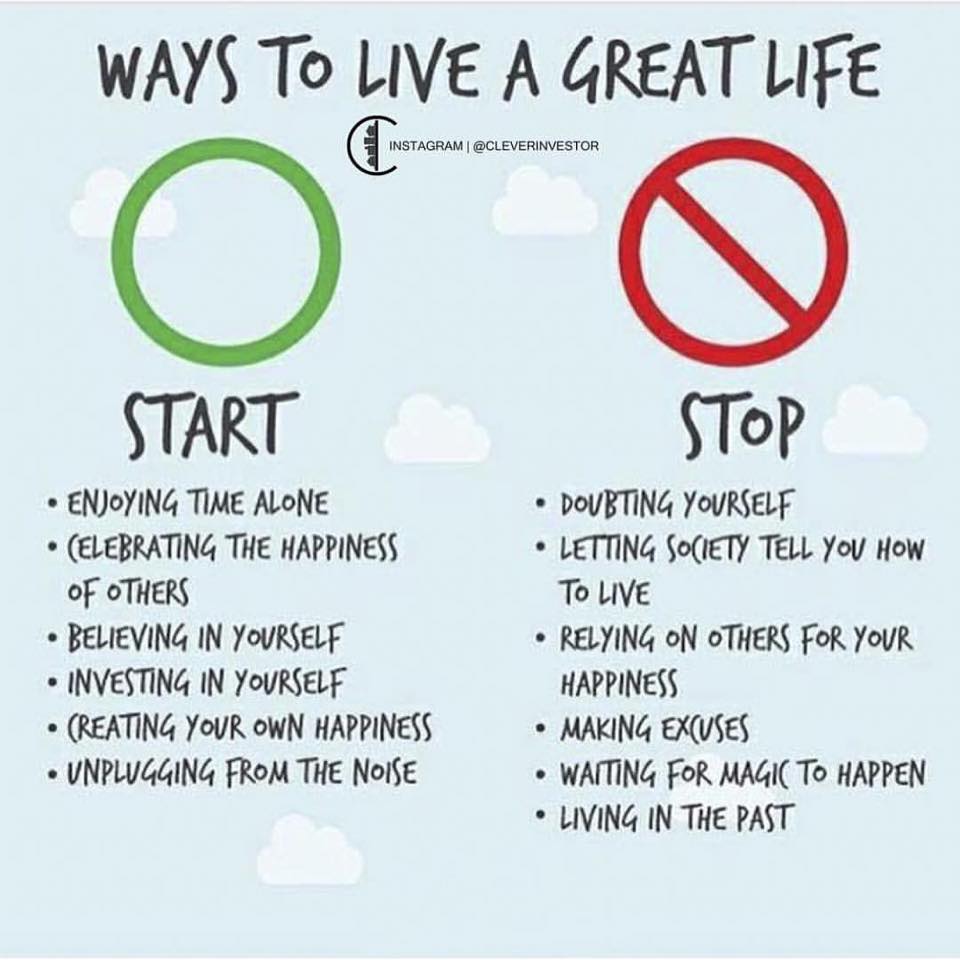 WAYS TO LIVE A GREAT LIFE
INSTAGRAM | @CLEVERINVESTOR
START
• ENJOYING TIME ALONE
• CELEBRATING THE HAPPINESS
OF OTHERS
• BELIEVING IN YOURSELF
• INVESTING IN YOURSELF
• CREATING YOUR OWN HAPPINESS
• UNPLUGGING FROM THE NOISE
STOP
• DOUBTING YOURSELF
• LETTING SOCIETY TELL YOU HOW
TO LIVE
• RELYING ON OTHERS FOR YOUR
HAPPINESS
• MAKING EXCUSES
• WAITING FOR MAGIC TO HAPPEN
• LIVING IN THE PAST